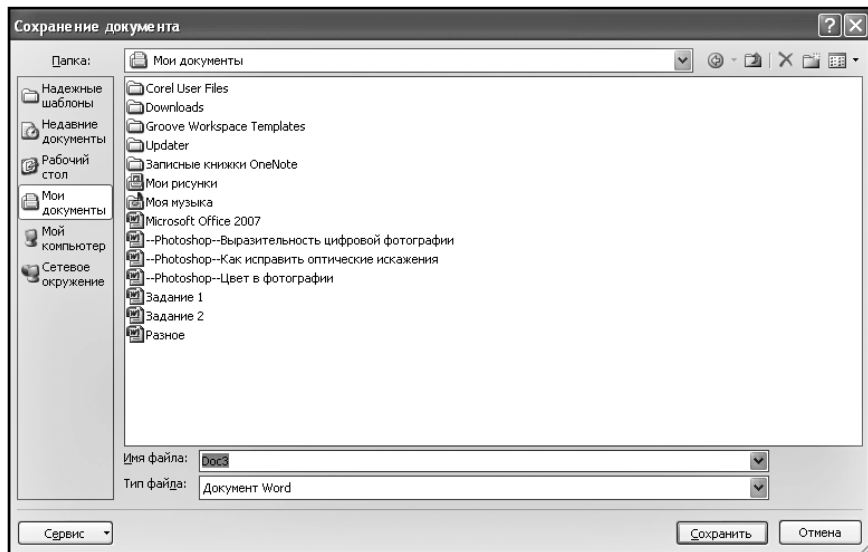 Сохранение документа
Папка:
Мои документы
Надежные
шаблоны
Недавние
документы
Рабочий
стол
Мои
документы
Мой
компьютер
Сетевое
окружение
Corel User Files
Downloads
Groove Workspace Templates
Updater
Записные книжки OneNote
Мои рисунки
Моя музыка
Microsoft Office 2007
--Photoshop--Выразительность цифровой фотографии
--Photoshop--Как исправить оптические искажения
--Photoshop--Цвет в фотографии
Задание 1
Задание 2
Разное
Имя файла: Doc3
Тип файла: Документ Word
Сервис Сохранить Отмена